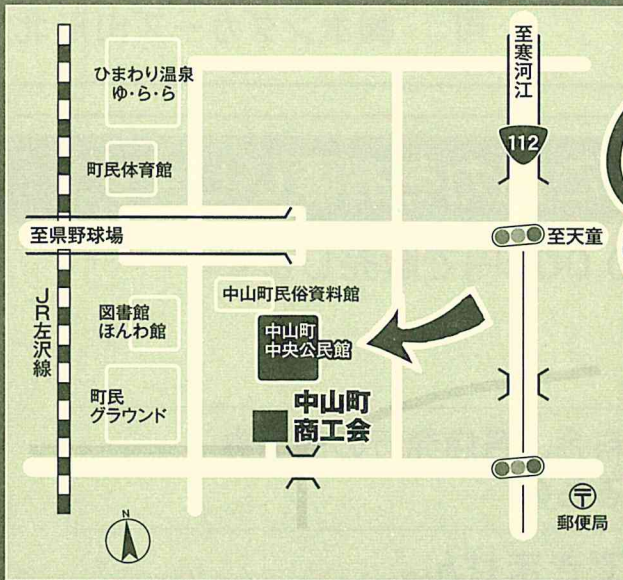 ひまわり温泉
ゆ・ら・ら
至寒河江
112
町民体育館
至県野球場
至天童
JR左沢線
図書館
ほんわ館
中山町民俗資料館
中山町
中央公民館
町民
グラウンド
中山町
商工会
N
〒
郵便局